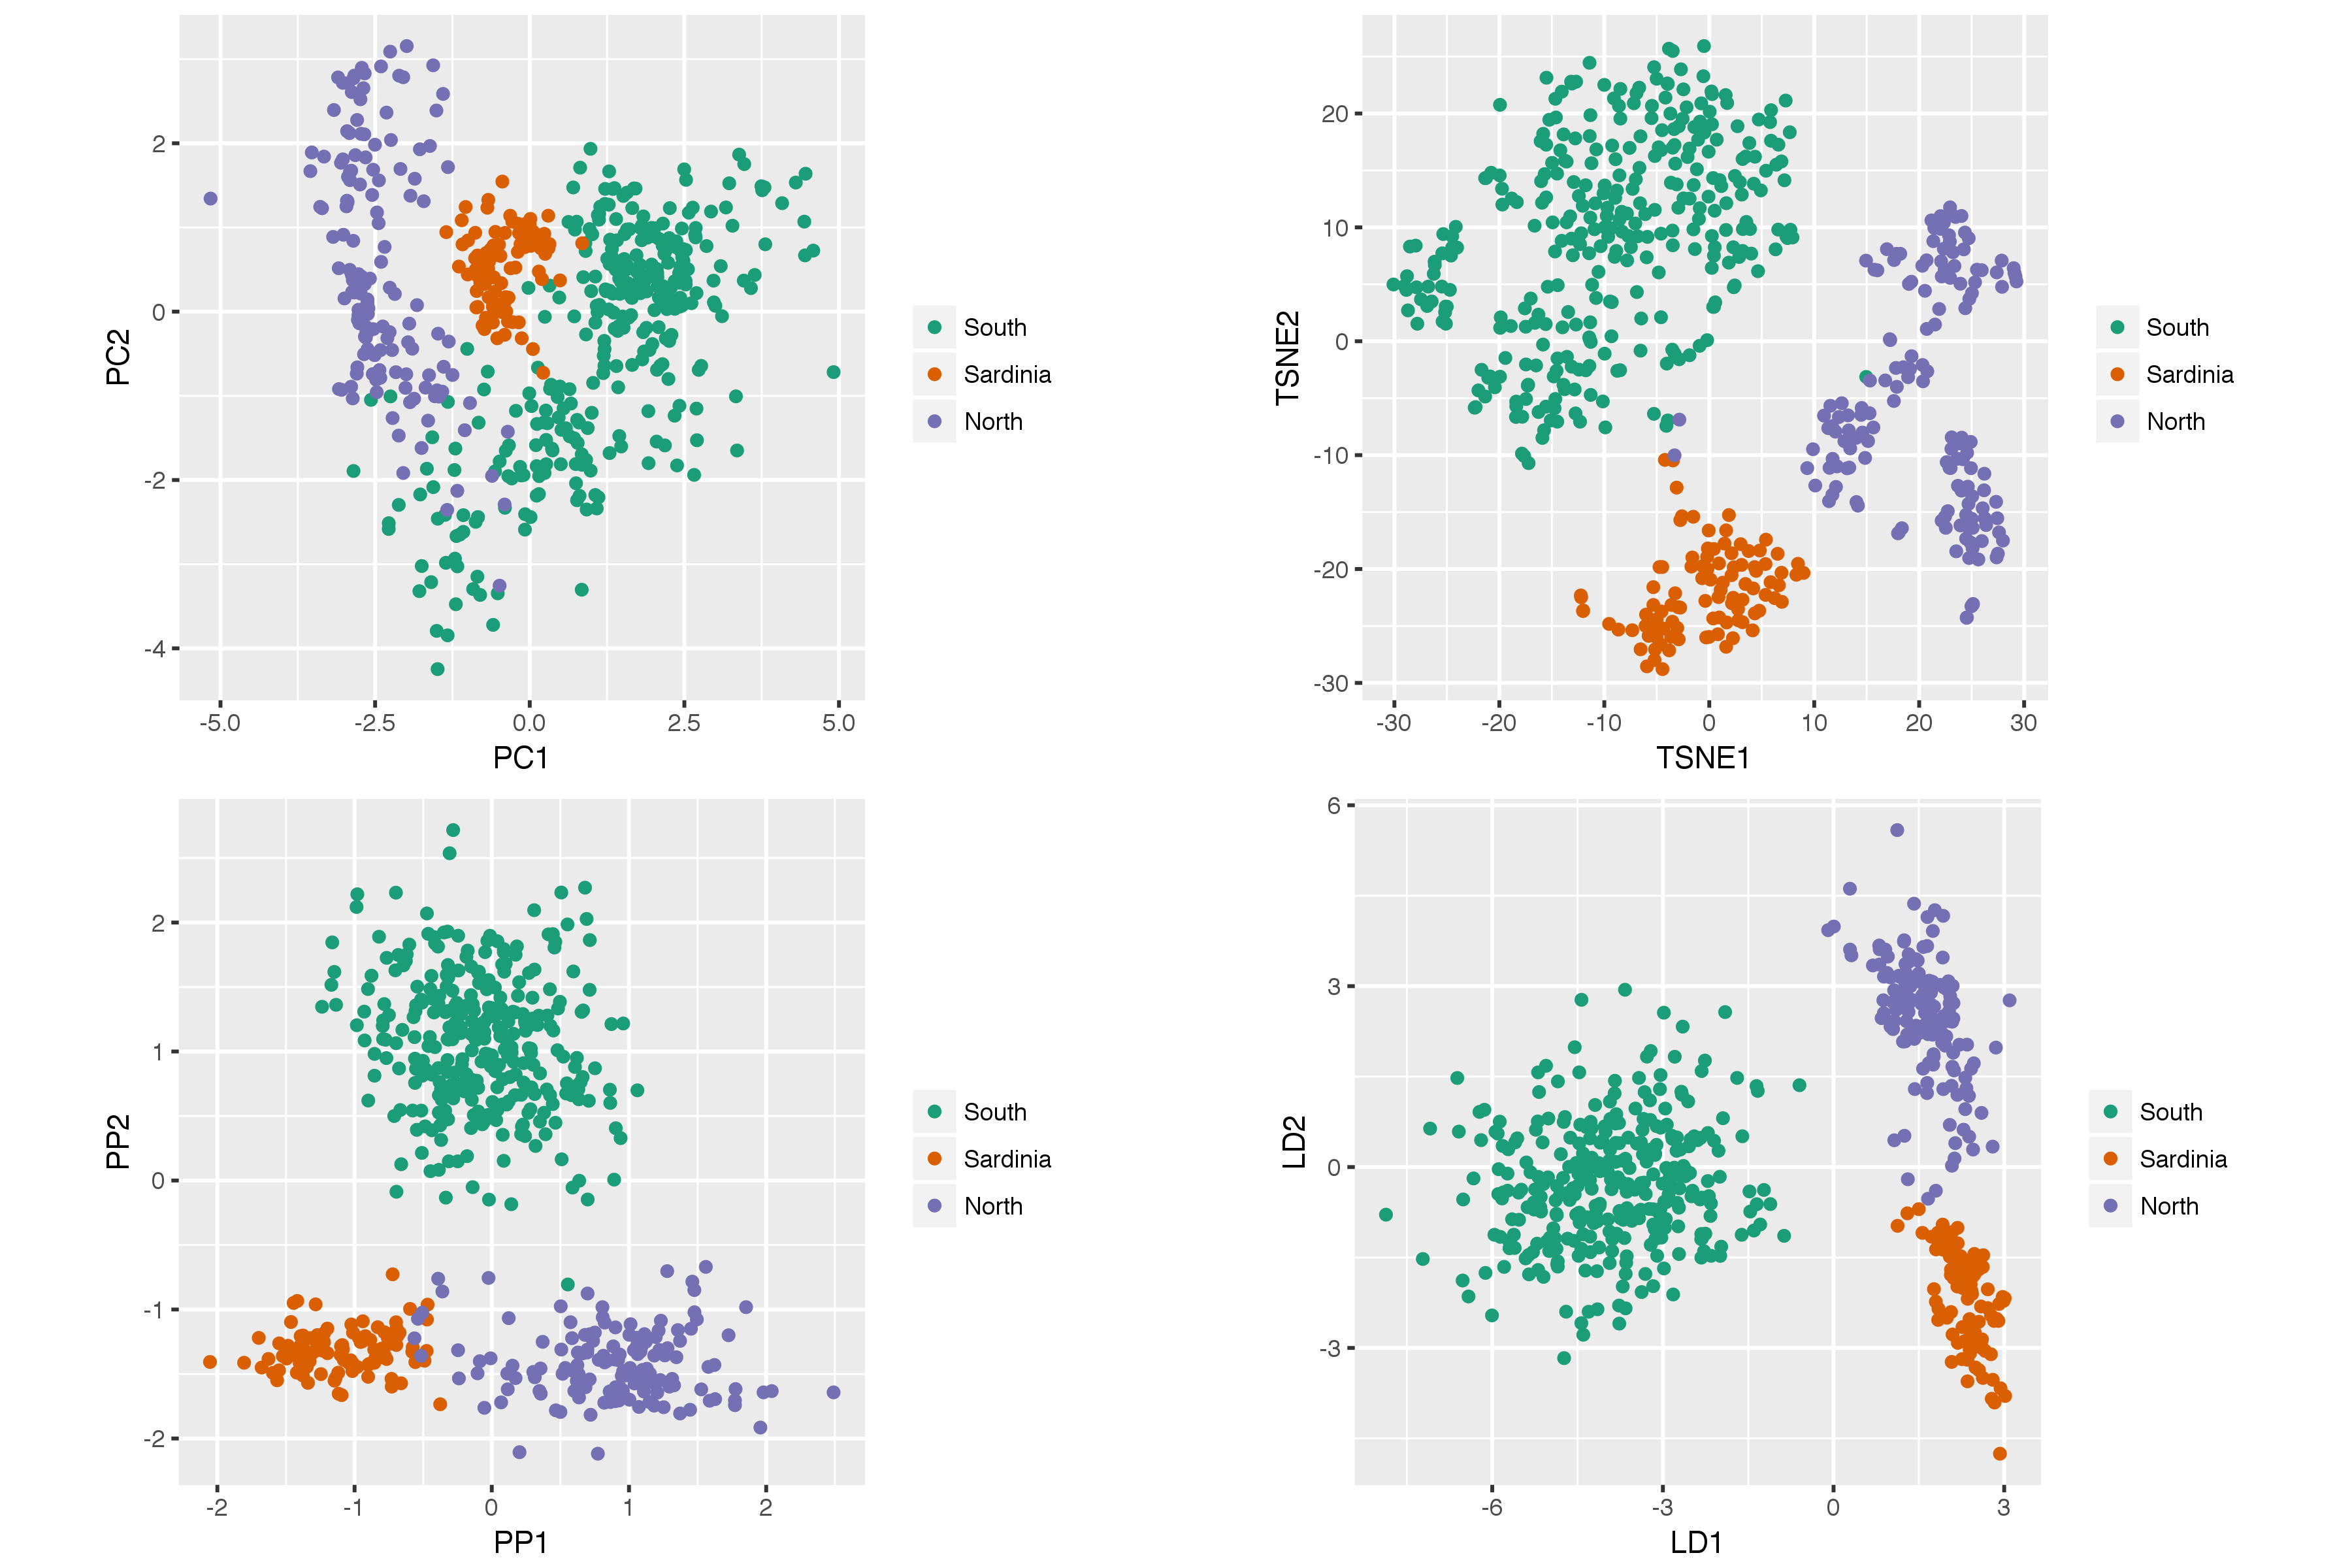 2
0
-2
-4
PC2
-5.0 -2.5 0.0 2.5 5.0
PC1
South
Sardinia
North
20
10
0
-10
-20
-30
TSNE2
-30 -20 -10 0 10 20 30
TSNE1
South
Sardinia
North
2
1
0
-1
-2
PP2
-2 -1 0 1 2
PP1
South
Sardinia
North
6
3
0
-3
LD2
-6 -3 0 3
LD1
South
Sardinia
North